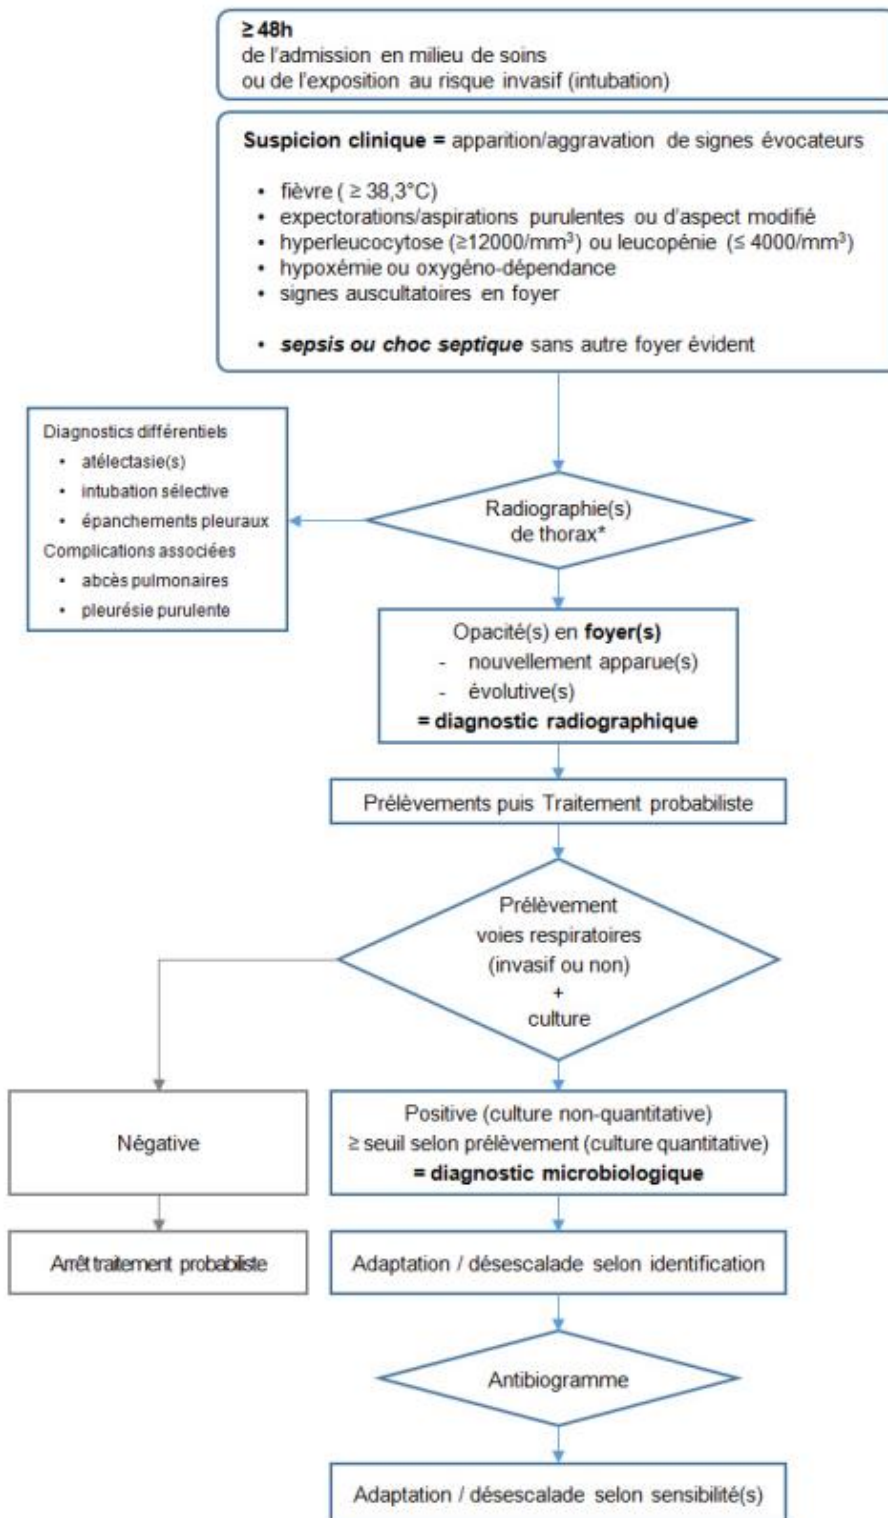 ≥ 48h
de l'admission en milieu de soins
ou de l'exposition au risque invasif (intubation)
Suspicion clinique = apparition/aggravation de signes évocateurs
• fièvre ( ≥ 38,3°C)
• expectorations/aspirations purulentes ou d'aspect modifié
• hyperleucocytose (≥12000/mm³) ou leucopénie (≤ 4000/mm³)
• hypoxémie ou oxygéno-dépendance
• signes auscultatoires en foyer
• sepsis ou choc septique sans autre foyer évident
Diagnostics différentiels
• atélectasie(s)
• intubation sélective
• épanchements pleuraux
Complications associées
• abcès pulmonaires
• pleurésie purulente
Radiographie(s)
de thorax*
Opacité(s) en foyer(s)
- nouvellement apparue(s)
- évolutive(s)
= diagnostic radiographique
Prélèvements puis Traitement probabiliste
Prélèvement
voies respiratoires
(invasif ou non)
+
culture
Négative
Positive (culture non-quantitative)
≥ seuil selon prélèvement (culture quantitative)
= diagnostic microbiologique
Arrêt traitement probabiliste
Adaptation / désescalade selon identification
Antibiogramme
Adaptation / désescalade selon sensibilité(s)